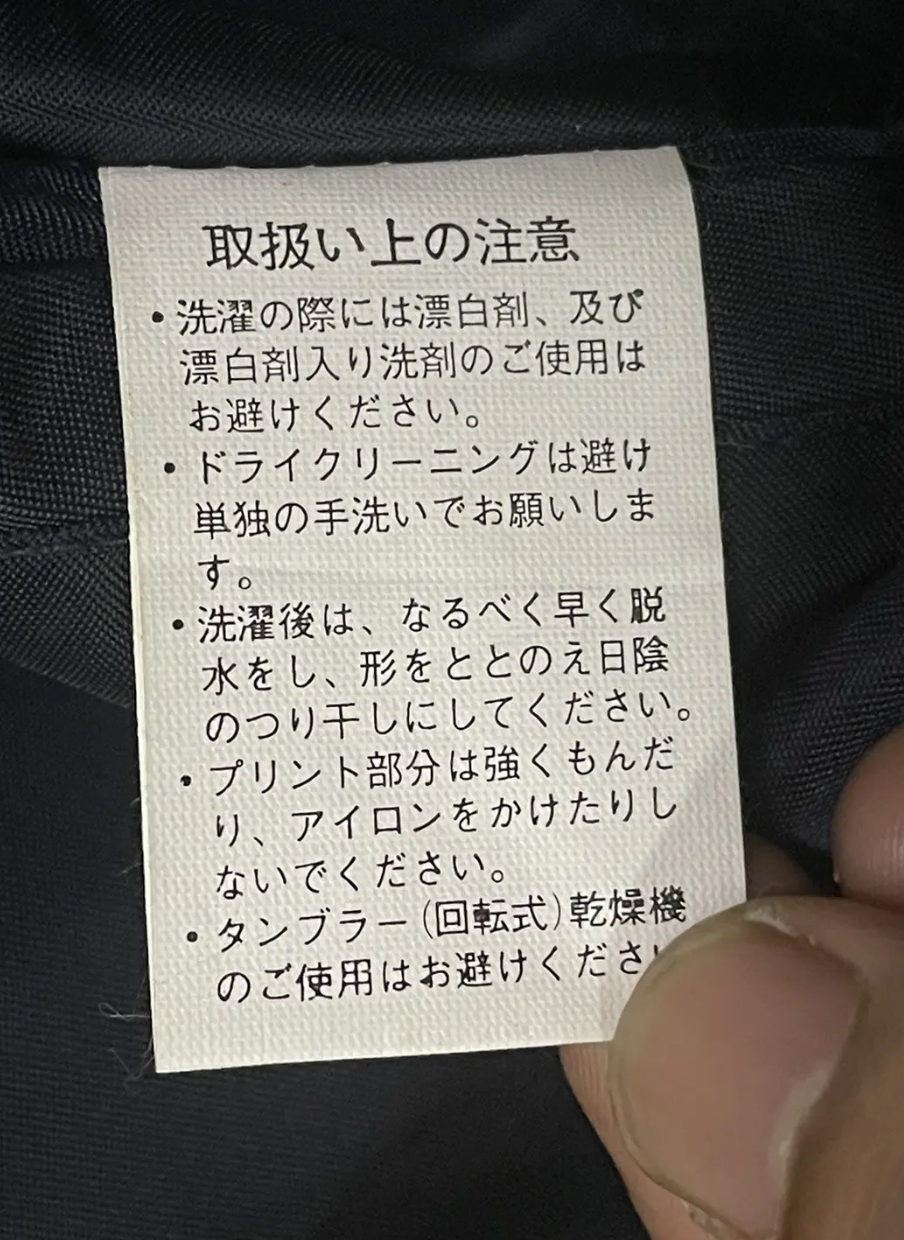 取扱い上の注意
・洗濯の際には漂白剤、及び
漂白剤入り洗剤のご使用は
お避けください。
・ドライクリーニングは避け
単独の手洗いでお願いしま
す。
・洗濯後は、なるべく早く脱
水をし、形をととのえ日陰
のつり干しにしてください。
・プリント部分は強くもんだ
り、アイロンをかけたりし
ないでください。
・タンブラー(回転式)乾燥機
のご使用はお避けくださ